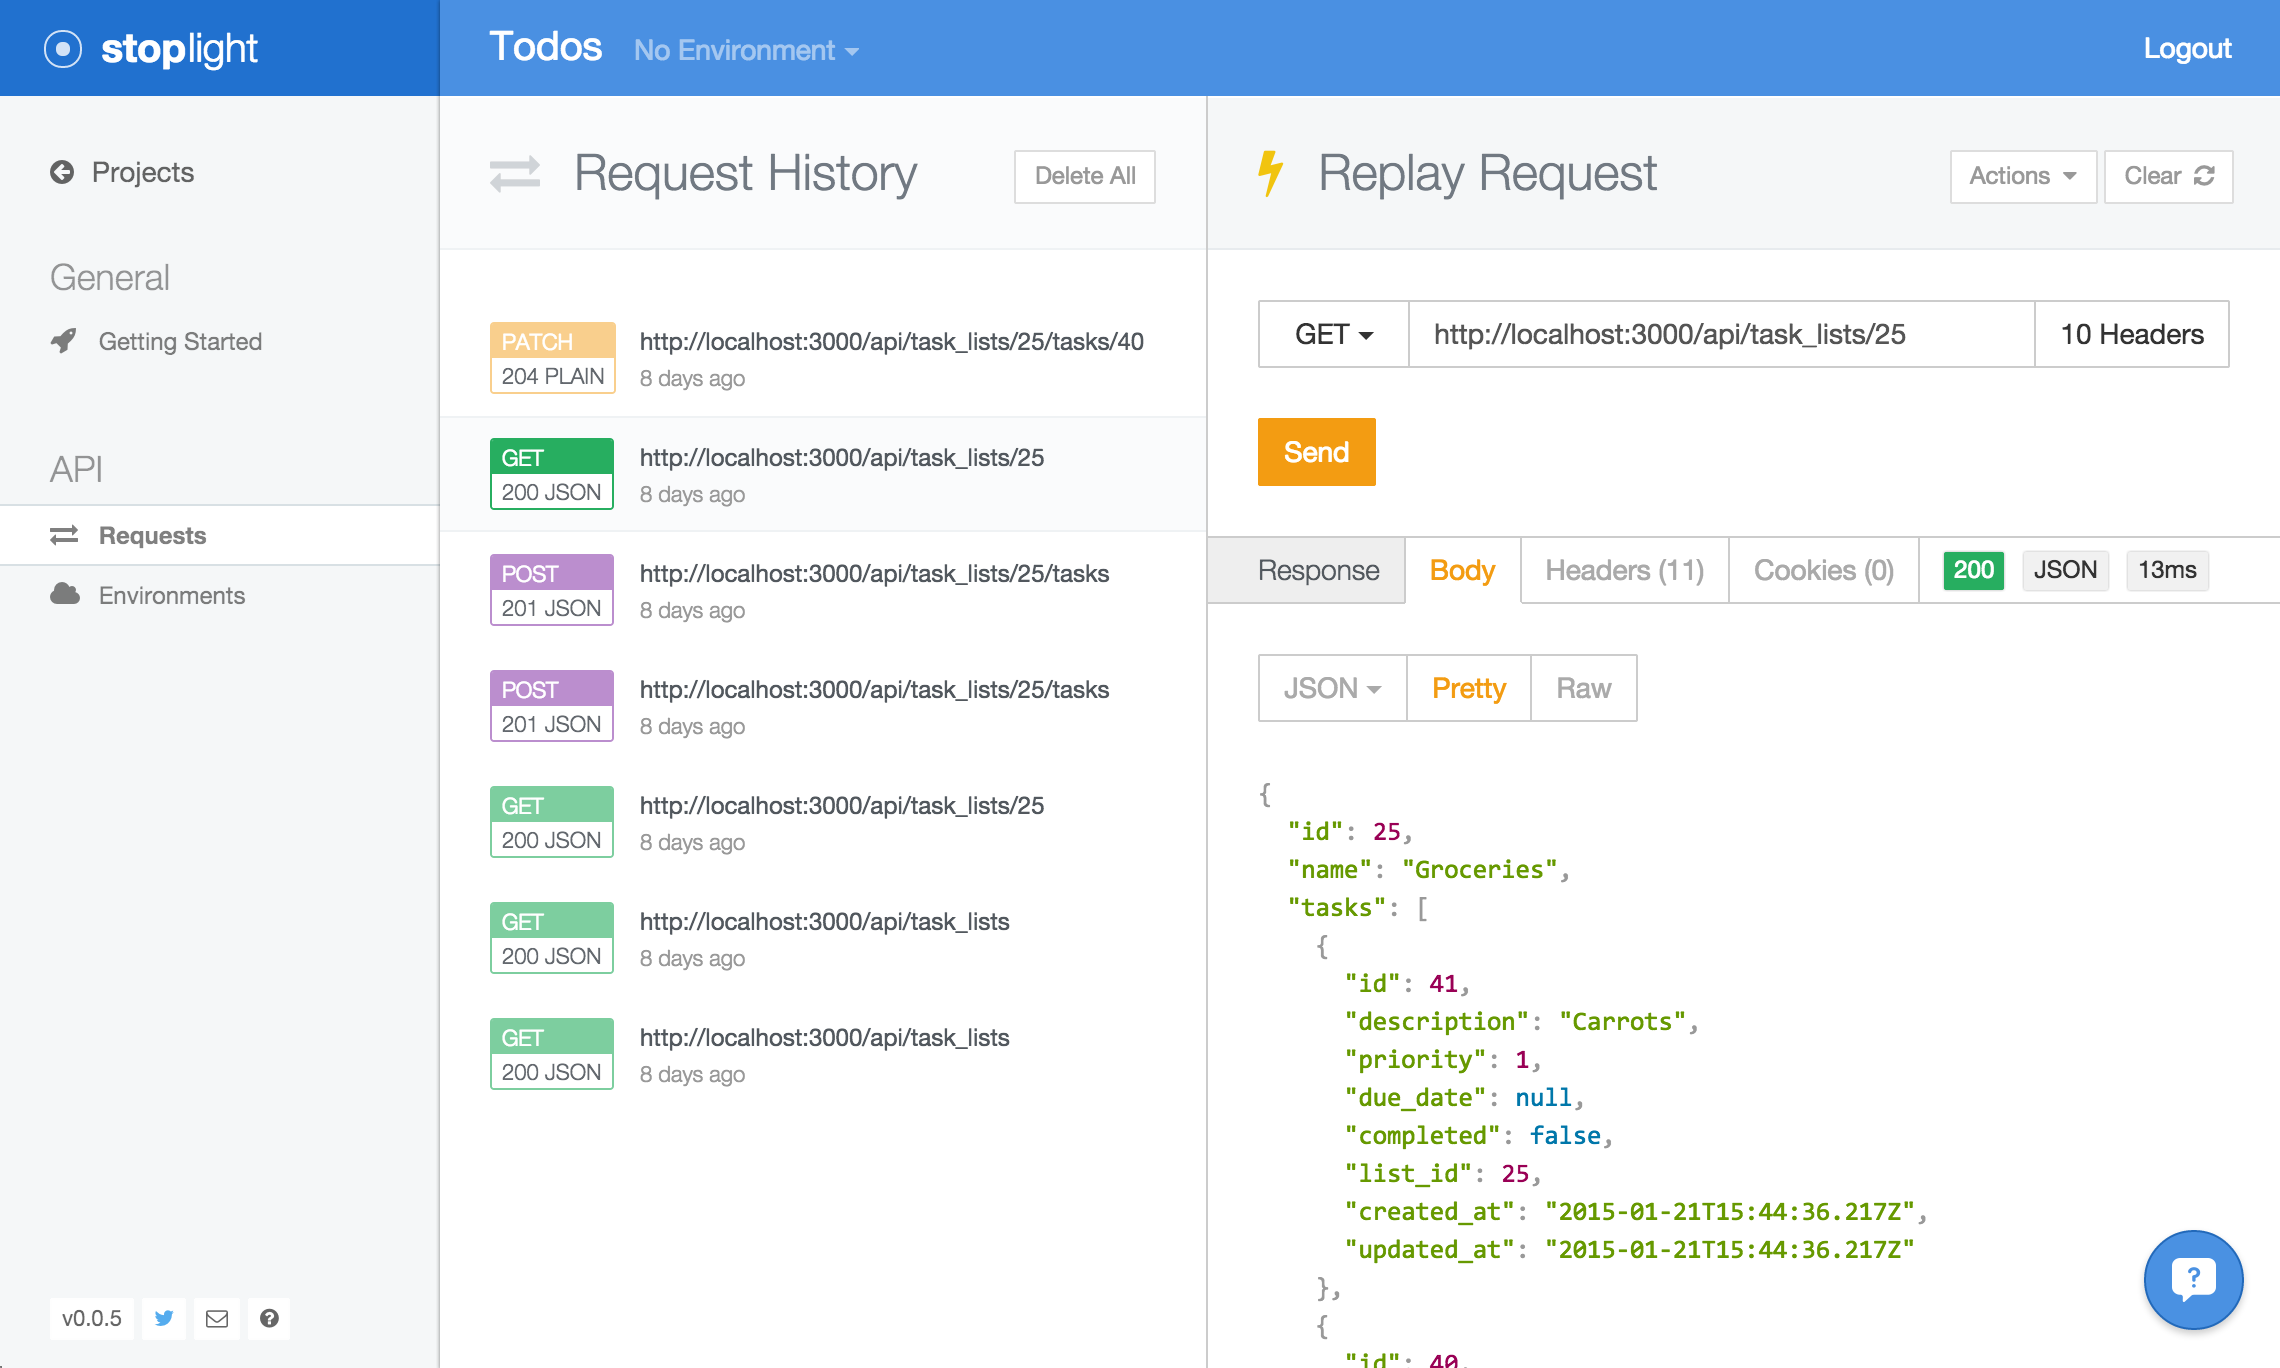 stoplight
Todos No Environment
Logout
Projects
General
Getting Started
API
Requests
Environments
v0.0.5
Request History
Delete All
PATCH
204 PLAIN
http://localhost:3000/api/task_lists/25/tasks/40
8 days ago
GET
200 JSON
http://localhost:3000/api/task_lists/25
8 days ago
POST
201 JSON
http://localhost:3000/api/task_lists/25/tasks
8 days ago
POST
201 JSON
http://localhost:3000/api/task_lists/25/tasks
8 days ago
GET
200 JSON
http://localhost:3000/api/task_lists/25
8 days ago
GET
200 JSON
http://localhost:3000/api/task_lists
8 days ago
GET
200 JSON
http://localhost:3000/api/task_lists
8 days ago
Replay Request
Actions
Clear
GET http://localhost:3000/api/task_lists/25 10 Headers
Send
Response Body Headers (11) Cookies (0) 200 JSON 13ms
JSON Pretty Raw
{
"id": 25,
"name": "Groceries",
"tasks": [
{
"id": 41,
"description": "Carrots",
"priority": 1,
"due_date": null,
"completed": false,
"list_id": 25,
"created_at": "2015-01-21T15:44:36.217Z",
"updated_at": "2015-01-21T15:44:36.217Z"
},
{
"id": 40,